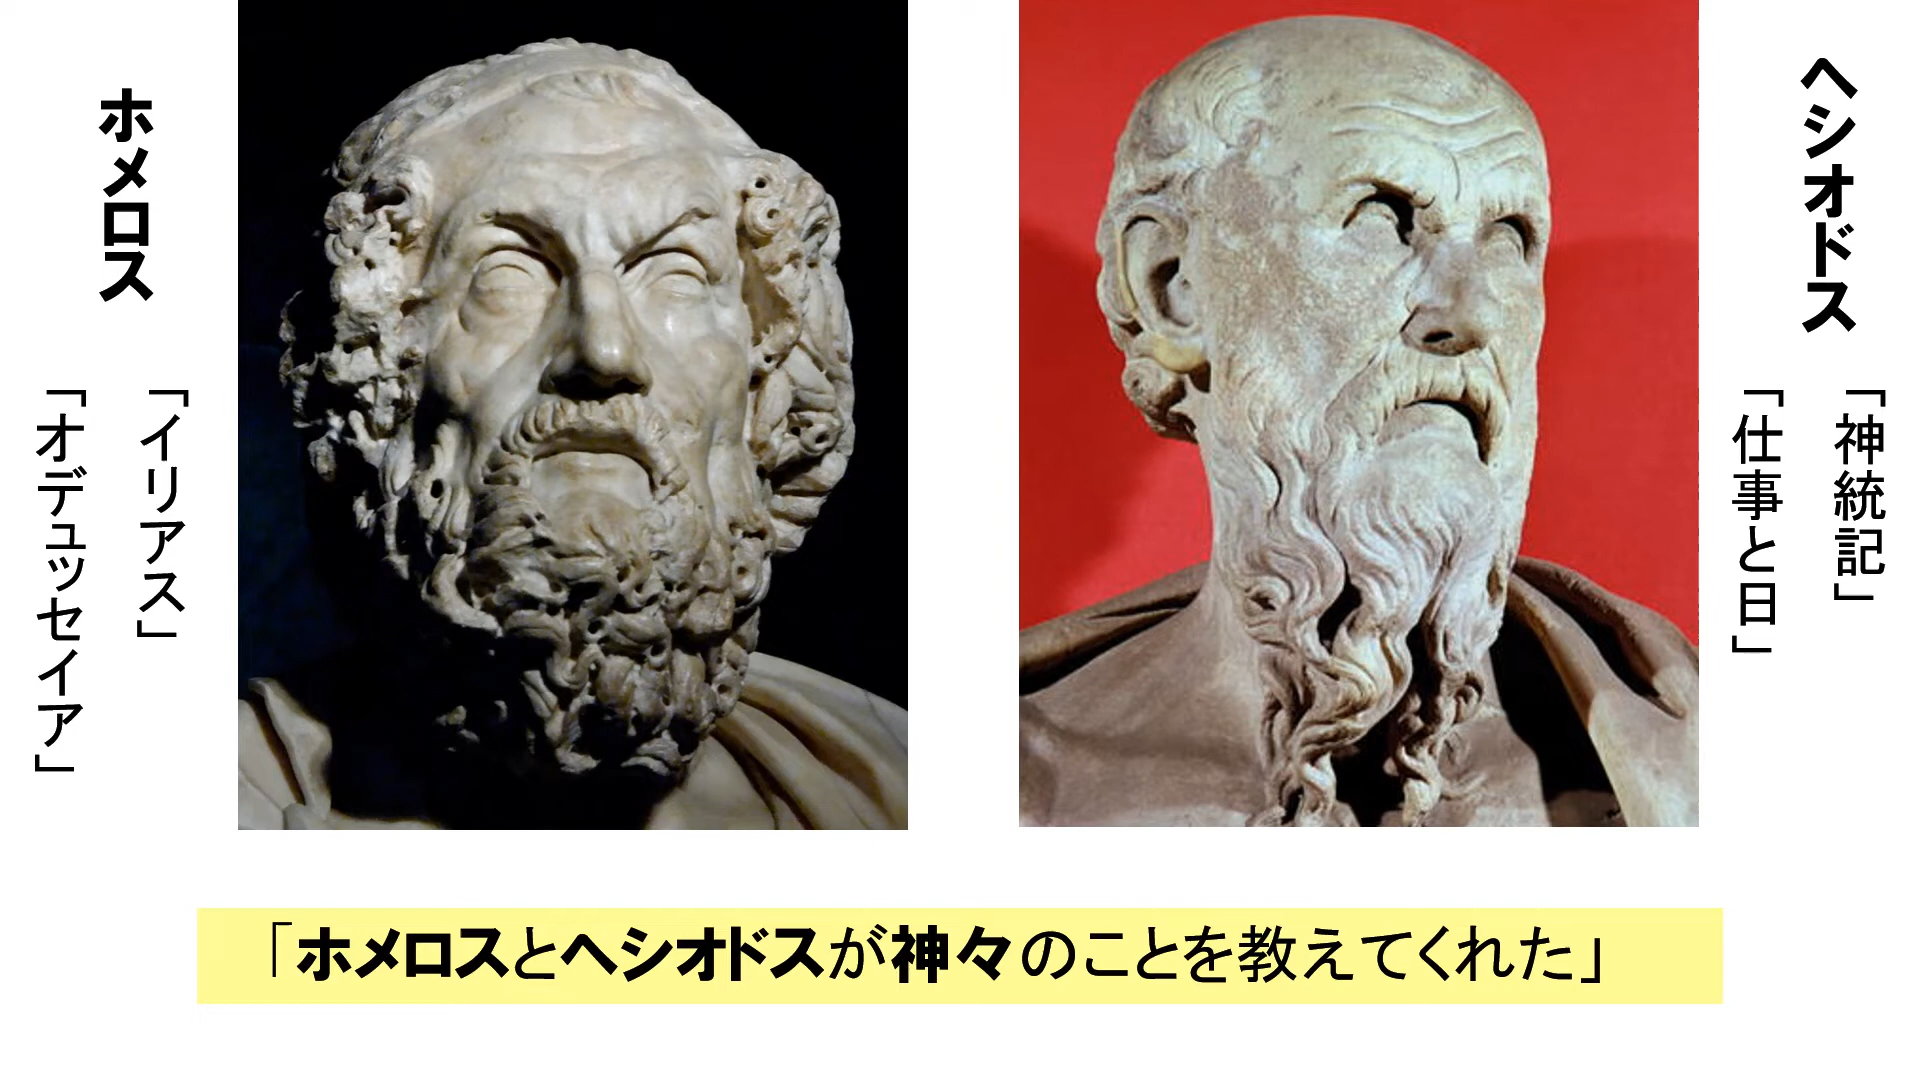 ホメロス
「イリアス」
「オデュッセイア」
ヘシオドス
「神統記」
「仕事と日」
「ホメロスとヘシオドスが神々のことを教えてくれた」